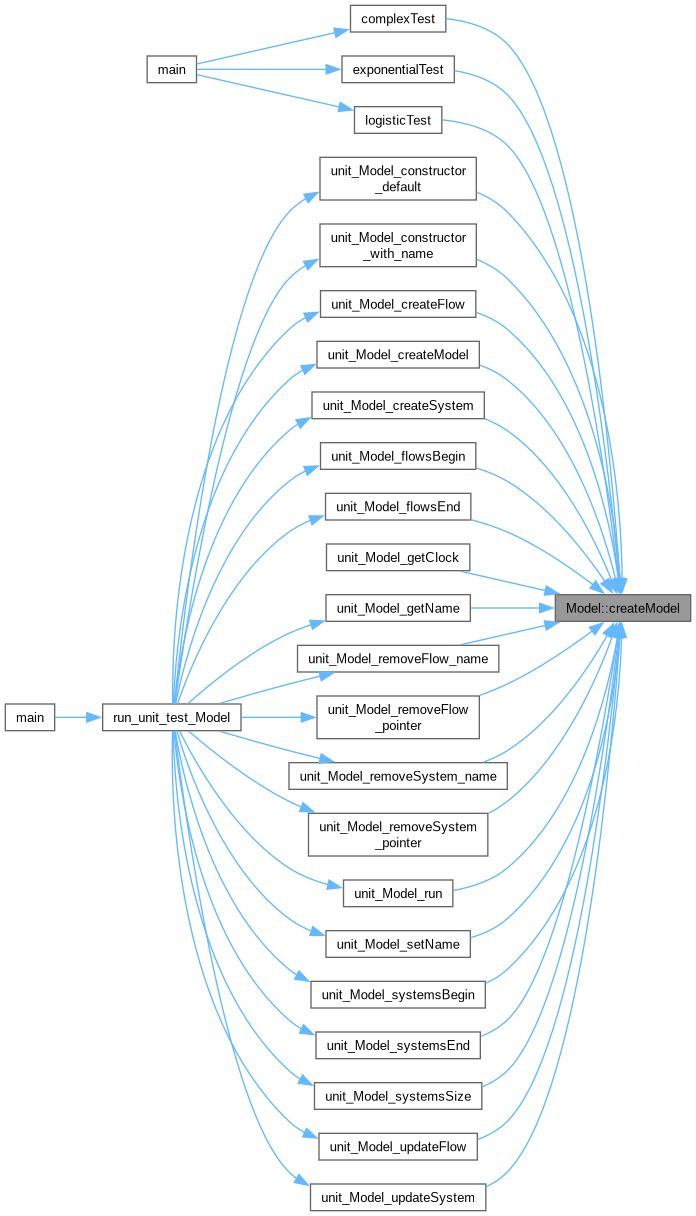 complexTest
main
exponentialTest
logisticTest
unit_Model_constructor
_default
unit_Model_constructor
_with_name
unit_Model_createFlow
unit_Model_createModel
unit_Model_createSystem
unit_Model_flowsBegin
unit_Model_flowsEnd
unit_Model_getClock
Model::createModel
unit_Model_getName
unit_Model_removeFlow_name
main
run_unit_test_Model
unit_Model_removeFlow
_pointer
unit_Model_removeSystem_name
unit_Model_removeSystem
_pointer
unit_Model_run
unit_Model_setName
unit_Model_systemsBegin
unit_Model_systemsEnd
unit_Model_systemsSize
unit_Model_updateFlow
unit_Model_updateSystem